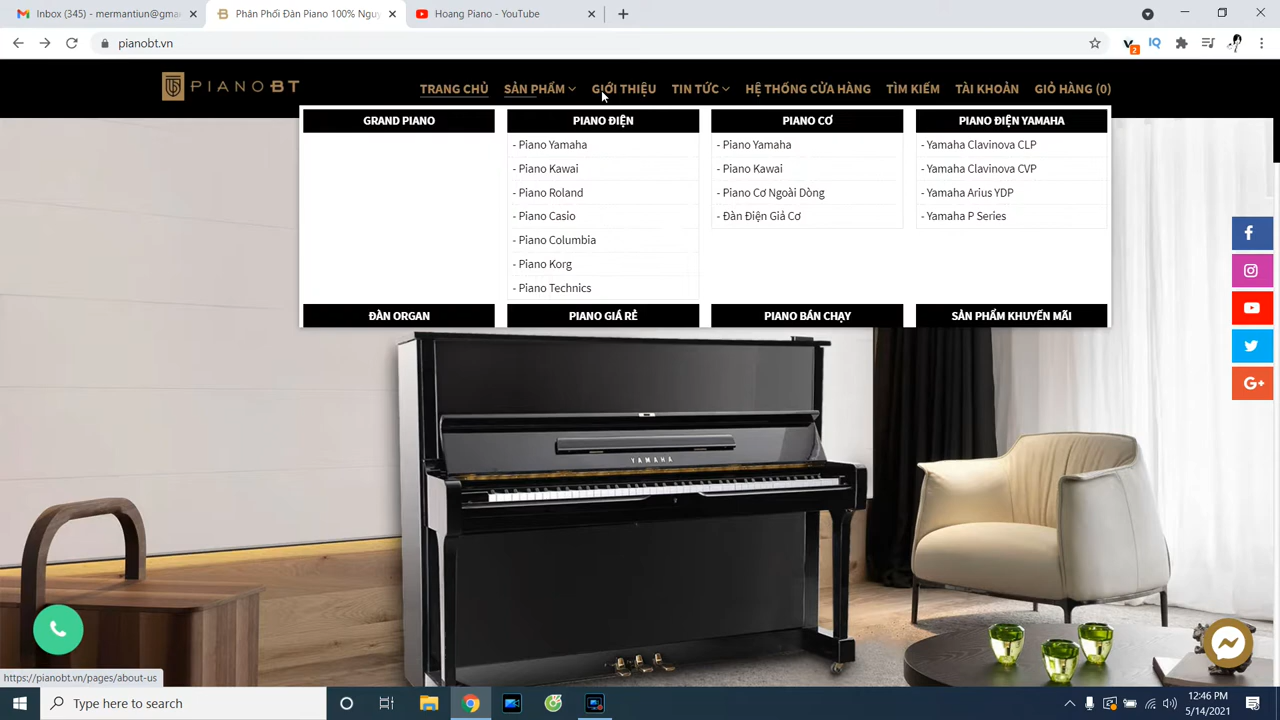 Inbox (345) - mermantiun@gmai
Phân Phối Đàn Piano 100% Nguy
Hoang Piano - YouTube
pianobt.vn
2
PIANOBT
TRANG CHỦ
SẢN PHẨM
GIỚI THIỆU
TIN TỨC
HỆ THỐNG CỬA HÀNG
TÌM KIẾM
TÀI KHOẢN
GIỎ HÀNG (0)
GRAND PIANO
PIANO ĐIỆN
- Piano Yamaha
- Piano Kawai
- Piano Roland
- Piano Casio
- Piano Columbia
- Piano Korg
- Piano Technics
PIANO CƠ
- Piano Yamaha
- Piano Kawai
- Piano Cơ Ngoài Dòng
- Đàn Điện Giả Cơ
PIANO ĐIỆN YAMAHA
- Yamaha Clavinova CLP
- Yamaha Clavinova CVP
- Yamaha Arius YDP
- Yamaha P Series
ĐÀN ORGAN
PIANO GIÁ RẺ
PIANO BÁN CHẠY
SẢN PHẨM KHUYẾN MÃI
YAMAHA
https://pianobt.vn/pages/about-us
Type here to search
12:46 PM
5/14/2021